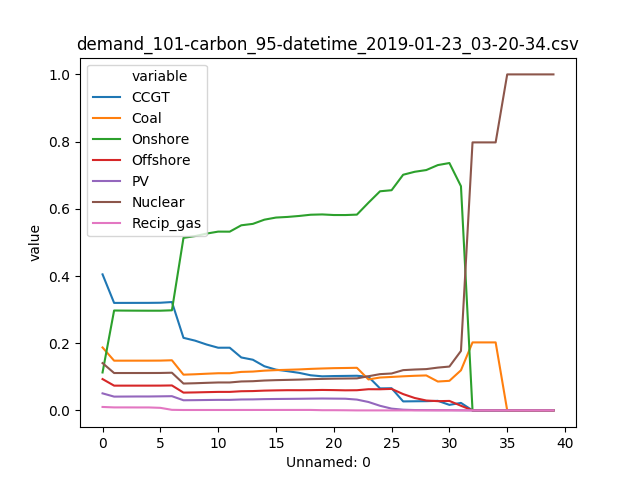 demand_101-carbon_95-datetime_2019-01-23_03-20-34.csv
1.0
0.8
0.6
0.4
0.2
0.0
value
variable
CCGT
Coal
Onshore
Offshore
PV
Nuclear
Recip_gas
0 5 10 15 20 25 30 35 40
Unnamed: 0